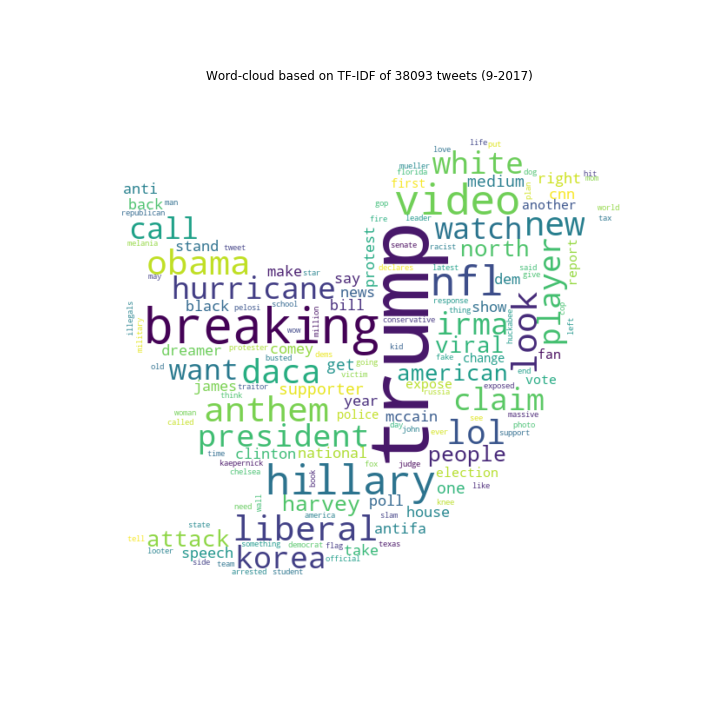 Word-cloud based on TF-IDF of 38093 tweets (9-2017)
life
put
love
white
mueller
florida
dog
hit
medium
right
first
plan
anti
man
back
republican
video
cnn
another
world
gop
tax
call
fire
leader
watch
new
melania
stand
tweet
protest
senate
racist
north
player
report
obama
may
make
star
say
declares
latest
said
give
nfl
dem
response
hurricane
news
thing
show
look
cop
left
illegals
military
black
pelosi
school
million
bill
conservative
irma
huckabee
breaking
trump
wow
protester
kid
viral
fan
dreamer
comey
dems
fake
change
old
want
busted
going
daca
get
victim
american
end
vote
james
traitor
supporter
expose
exposed
russia
think
year
claim
woman
anthem
police
mccain
see
massive
called
day
john
ever
lol
photo
support
president
time
clinton
national
people
kaepernick
fox
judge
chelsea
hillary
book
election
like
need
wall
harvey
poll
one
knee
america
slam
house
state
liberal
antifa
tell
attack
something
democrat
flag
take
texas
looter
speech
korea
official
side
team
arrested
student